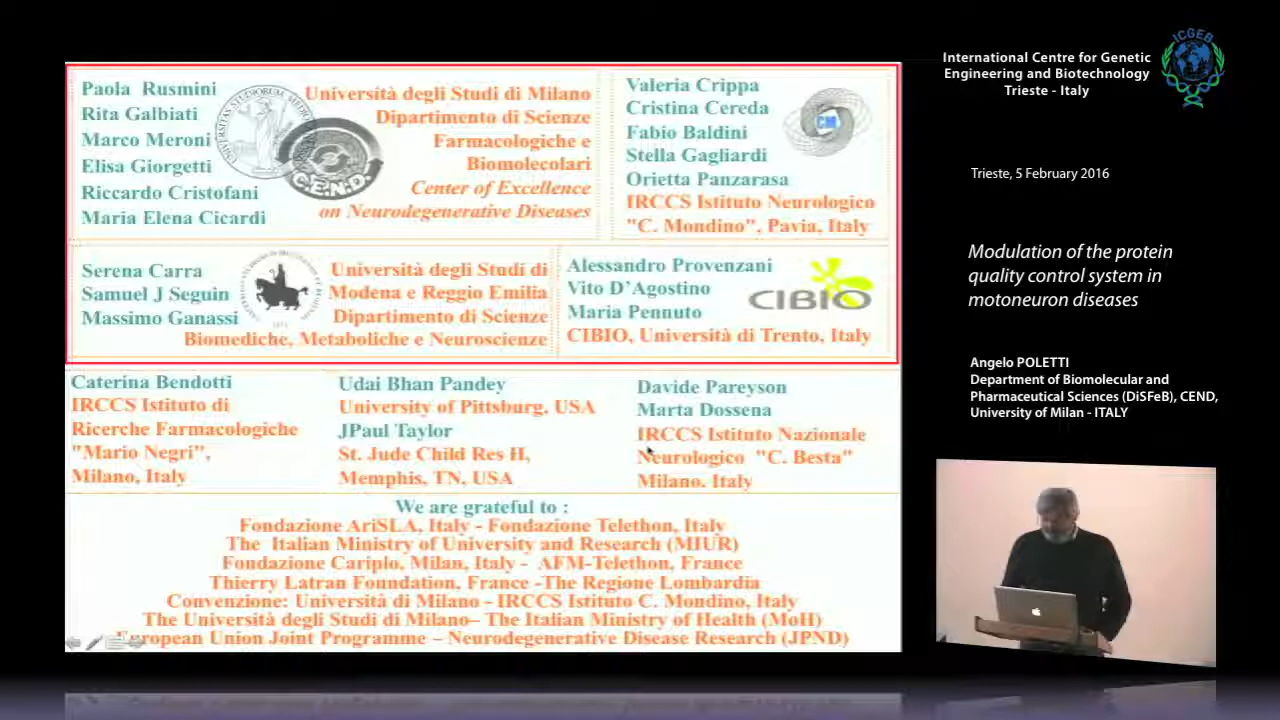 Paola Rusmini
Rita Galbiati
Marco Meroni
Elisa Giorgetti
Riccardo Cristofani
Maria Elena Cicardi
C.E.N.D.
Università degli Studi di Milano
Dipartimento di Scienze
Farmacologiche e
Biomolecolari
Center of Excellence
on Neurodegenerative Diseases
Valeria Crippa
Cristina Cereda
Fabio Baldini
Stella Gagliardi
Orietta Panzarasa
IRCCS Istituto Neurologico
"C. Mondino", Pavia, Italy
Serena Carra
Samuel J Seguin
Massimo Ganassi
Università degli Studi di
Modena e Reggio Emilia
Dipartimento di Scienze
Biomediche, Metaboliche e Neuroscienze
Alessandro Provenzani
Vito D'Agostino
Maria Pennuto
CIBIO
CIBIO, Università di Trento, Italy
Caterina Bendotti
IRCCS Istituto di
Ricerche Farmacologiche
"Mario Negri",
Milano, Italy
Udai Bhan Pandey
University of Pittsburg, USA
JPaul Taylor
St. Jude Child Res H,
Memphis, TN, USA
Davide Pareyson
Marta Dossena
IRCCS Istituto Nazionale
Neurologico "C. Besta"
Milano, Italy
We are grateful to :
Fondazione AriSLA, Italy - Fondazione Telethon, Italy
The Italian Ministry of University and Research (MIUR)
Fondazione Cariplo, Milan, Italy - AFM-Telethon, France
Thierry Latran Foundation, France -The Regione Lombardia
Convenzione: Università di Milano - IRCCS Istituto C. Mondino, Italy
The Università degli Studi di Milano– The Italian Ministry of Health (MoH)
European Union Joint Programme – Neurodegenerative Disease Research (JPND)
International Centre for Genetic
Engineering and Biotechnology
Trieste - Italy
ICGEB
Trieste, 5 February 2016
Modulation of the protein
quality control system in
motoneuron diseases
Angelo POLETTI
Department of Biomolecular and
Pharmaceutical Sciences (DiSFeB), CEND,
University of Milan - ITALY